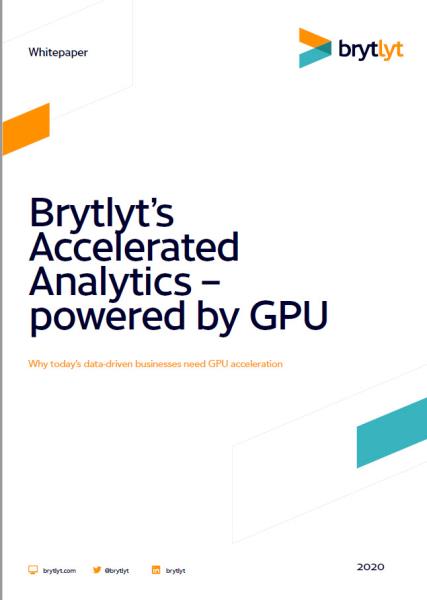 Whitepaper
brytlyt
Brytlyt's
Accelerated
Analytics –
powered by GPU
Why today's data-driven businesses need GPU acceleration
brytlyt.com @brytlyt brytlyt
2020